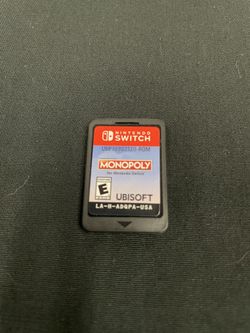 NINTENDO
SWITCH
MONOPOLY
for Nintendo Switch
E
UBISOFT
LA-H-ADQPA-USA